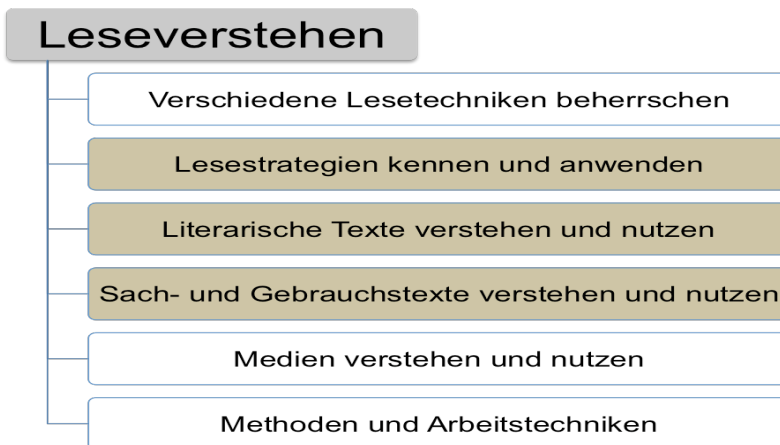 Leseverstehen
Verschiedene Lesetechniken beherrschen
Lesestrategien kennen und anwenden
Literarische Texte verstehen und nutzen
Sach- und Gebrauchstexte verstehen und nutzen
Medien verstehen und nutzen
Methoden und Arbeitstechniken